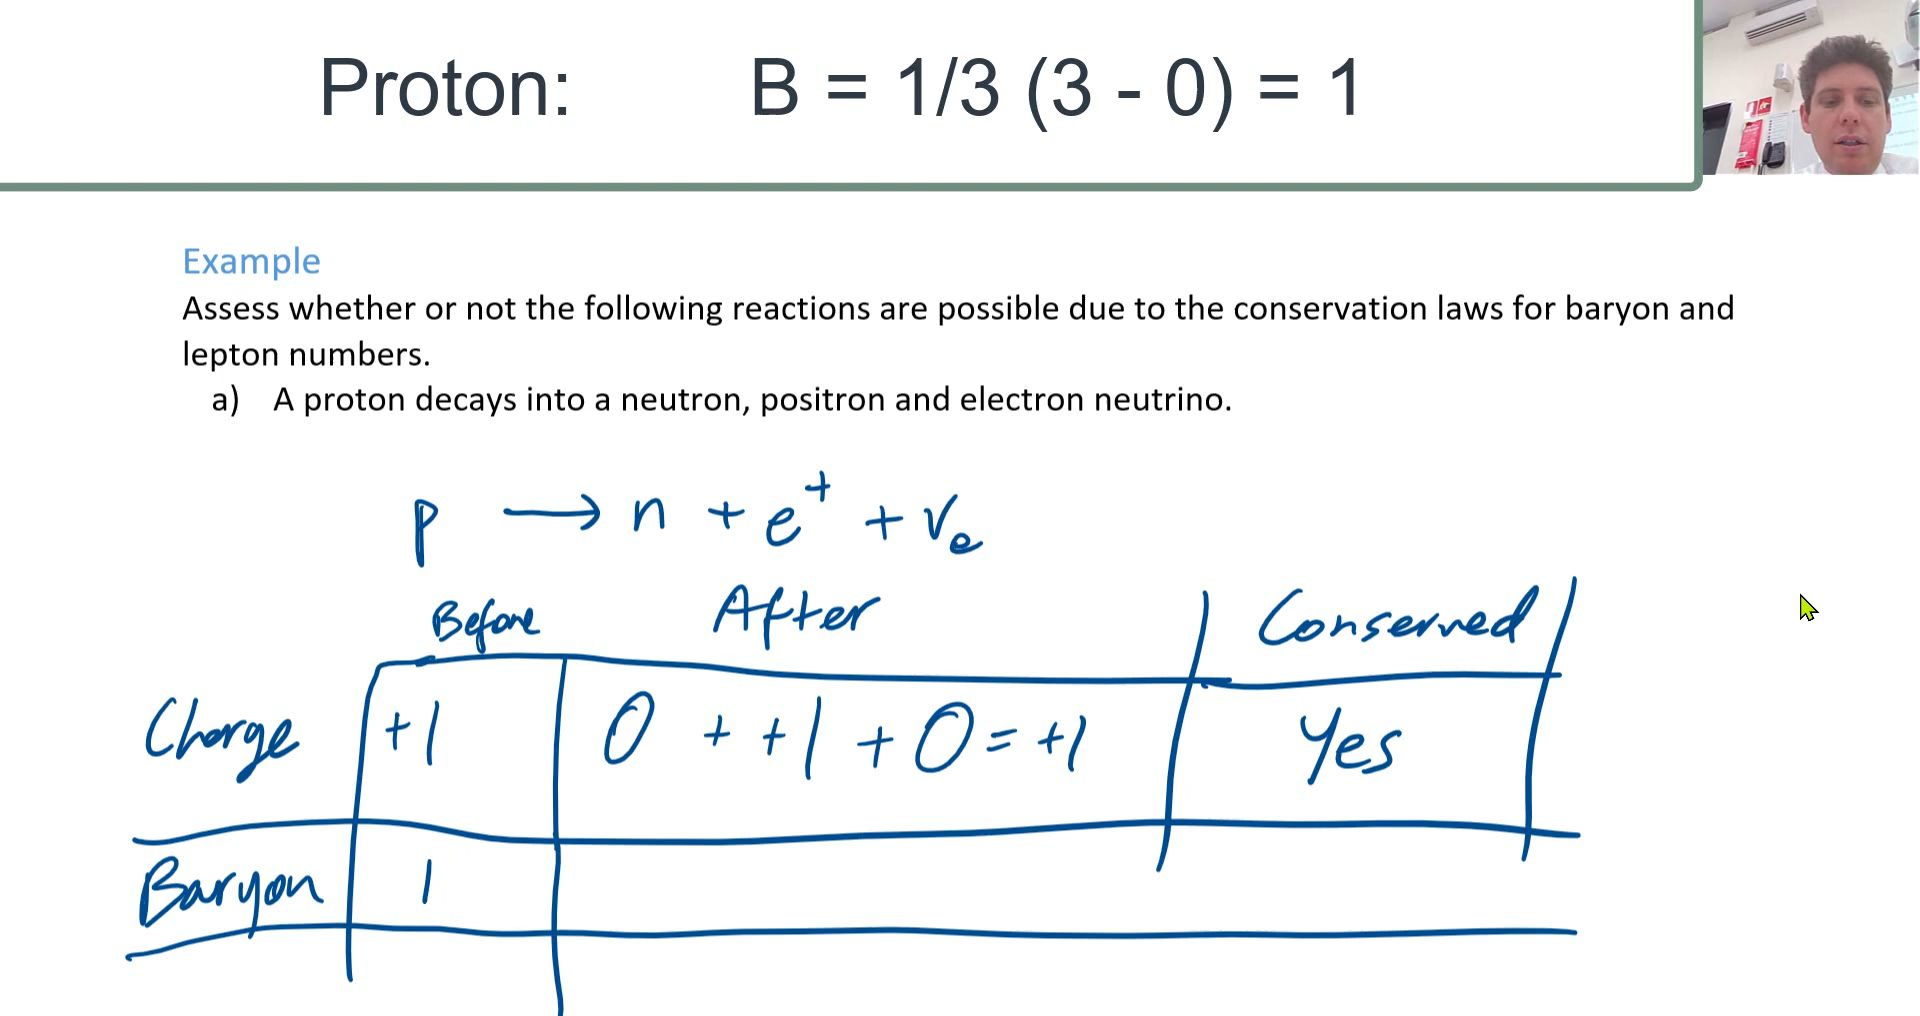 Proton: B = 1/3 (3 - 0) = 1
Example
Assess whether or not the following reactions are possible due to the conservation laws for baryon and
lepton numbers.
a) A proton decays into a neutron, positron and electron neutrino.
p → n + e⁺ + νₑ
Before After Conserved
Charge +1 0 + +1 + 0 = +1 Yes
Baryon 1